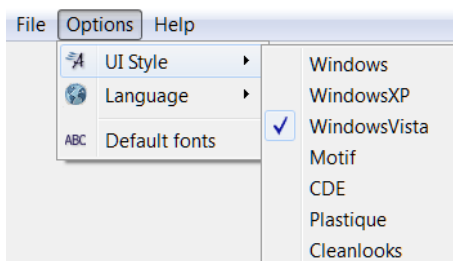 File Options Help
UI Style
Language
ABC Default fonts
Windows
WindowsXP
WindowsVista
Motif
CDE
Plastique
Cleanlooks